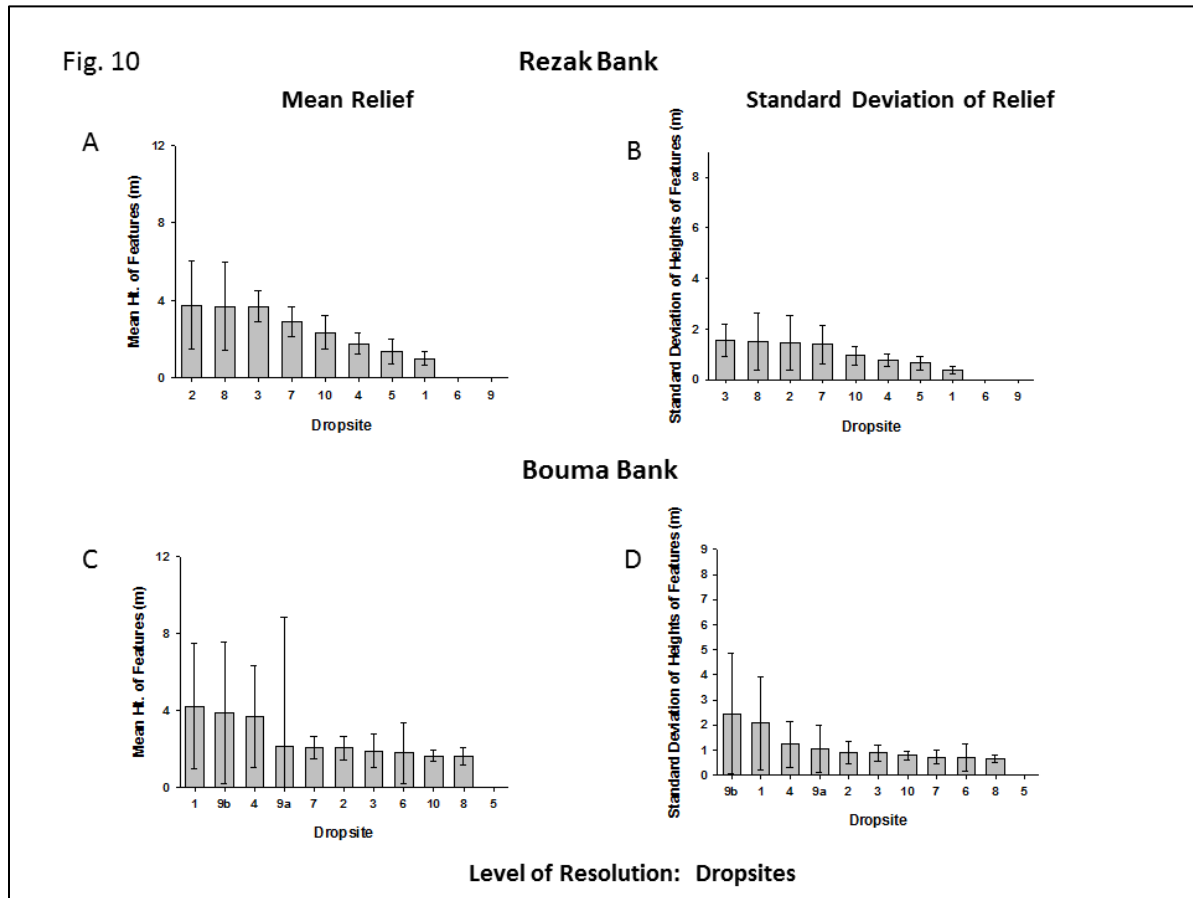 Fig. 10
Rezak Bank
Mean Relief
Standard Deviation of Relief
A
Mean Ht. of Features (m)
12
8
4
0
2 8 3 7 10 4 5 1 6 9
Dropsite
B
Standard Deviation of Heights of Features (m)
8
6
4
2
0
3 8 2 7 10 4 5 1 6 9
Dropsite
Bouma Bank
C
Mean Ht. of Features (m)
12
8
4
0
1 9b 4 9a 7 2 3 6 10 8 5
Dropsite
D
Standard Deviation of Heights of Features (m)
9
8
7
6
5
4
3
2
1
0
9b 1 4 9a 2 3 10 7 6 8 5
Dropsite
Level of Resolution: Dropsites